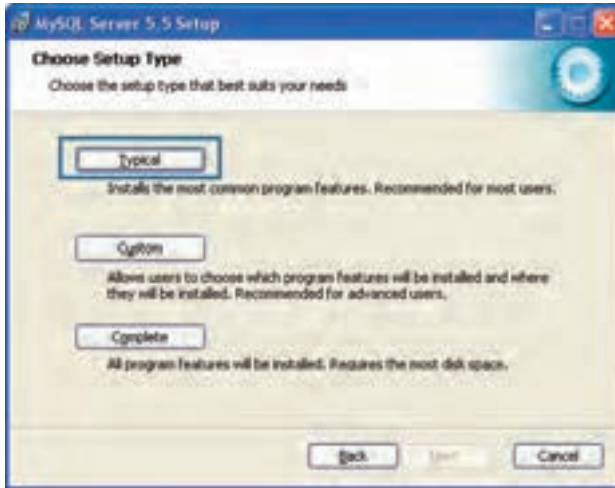 MySQL Server 5.5 Setup
Choose Setup Type
Choose the setup type that best suits your needs
Typical
Installs the most common program features. Recommended for most users.
Custom
Allows users to choose which program features will be installed and where
they will be installed. Recommended for advanced users.
Complete
All program features will be installed. Requires the most disk space.
Back Next Cancel